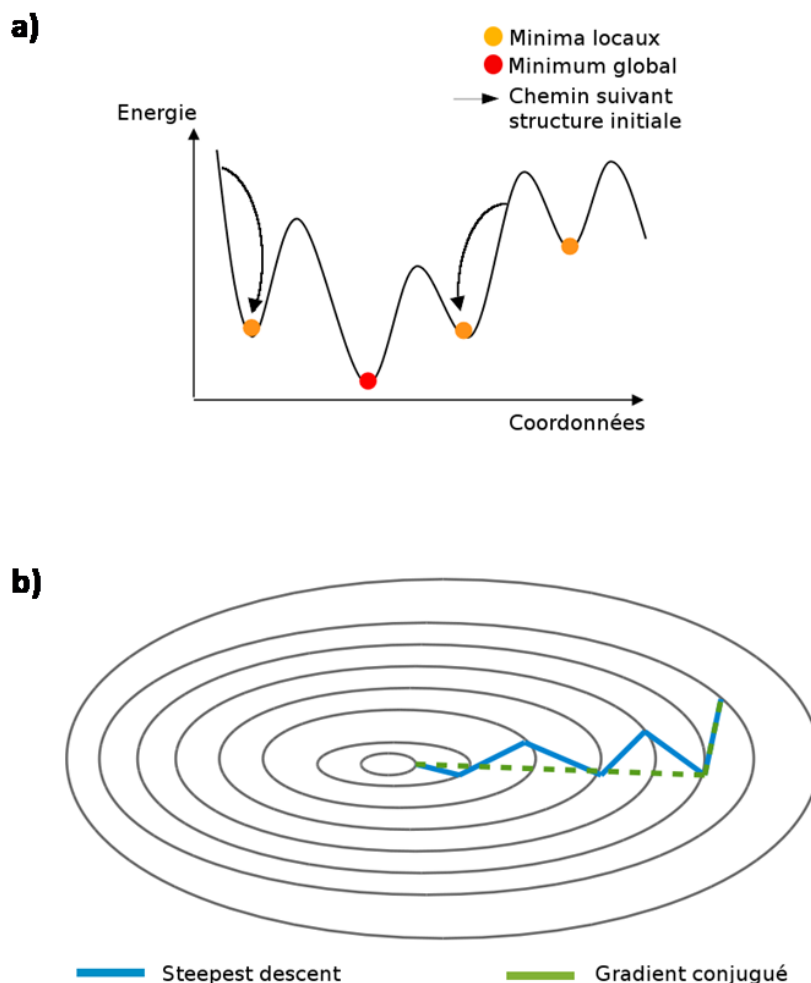 a)
Minima locaux
Minimum global
Chemin suivant
structure initiale
Energie
Coordonnées
b)
Steepest descent
Gradient conjugué